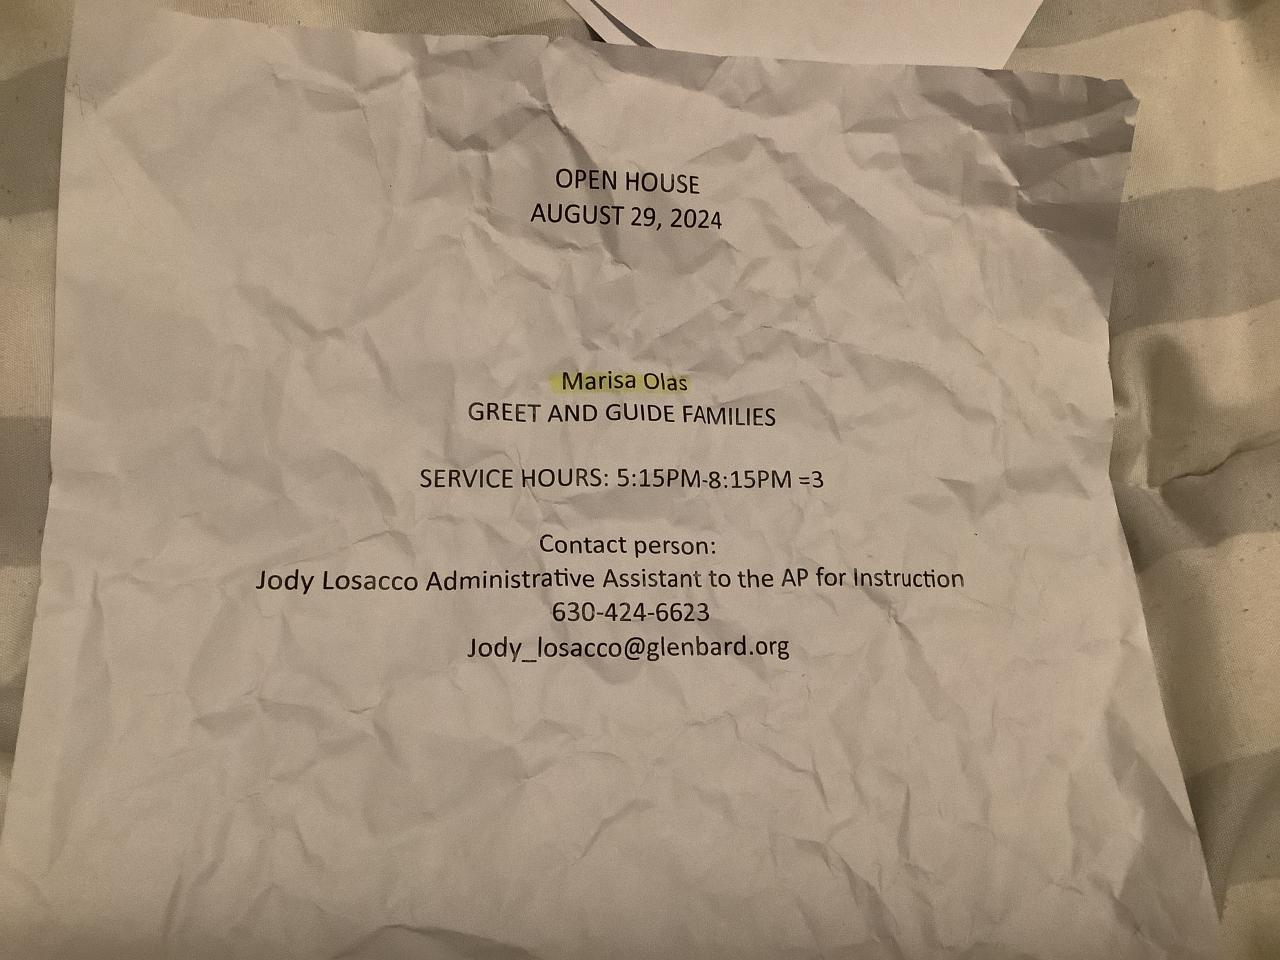 OPEN HOUSE
AUGUST 29, 2024
Marisa Olas
GREET AND GUIDE FAMILIES
SERVICE HOURS: 5:15PM-8:15PM =3
Contact person:
Jody Losacco Administrative Assistant to the AP for Instruction
630-424-6623
Jody_losacco@glenbard.org